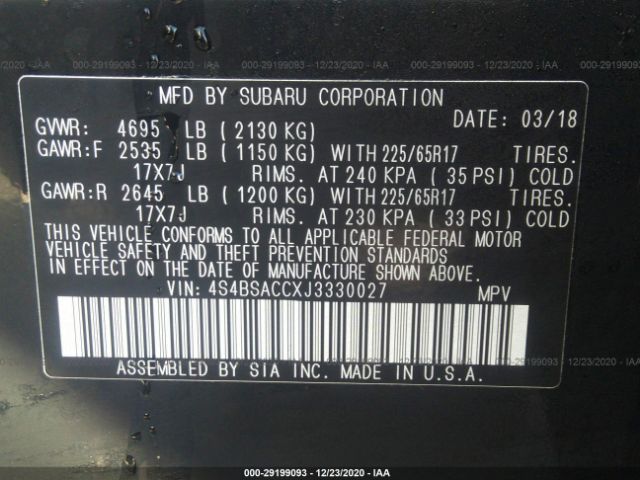 000-29199093 · 12/23/2020 · IAA
MFD BY SUBARU CORPORATION
DATE: 03/18
GVWR: 4695 LB ( 2130 KG)
GAWR:F 2535 LB ( 1150 KG) WITH 225/65R17 TIRES.
17X7J RIMS. AT 240 KPA ( 35 PSI) COLD
GAWR:R 2645 LB ( 1200 KG) WITH 225/65R17 TIRES.
17X7J RIMS. AT 230 KPA ( 33 PSI) COLD
THIS VEHICLE CONFORMS TO ALL APPLICABLE FEDERAL MOTOR
VEHICLE SAFETY AND THEFT PREVENTION STANDARDS
IN EFFECT ON THE DATE OF MANUFACTURE SHOWN ABOVE.
VIN: 4S4BSACCXJ3330027 MPV
ASSEMBLED BY SIA INC. MADE IN U.S.A.
000-29199093 · 12/23/2020 · IAA